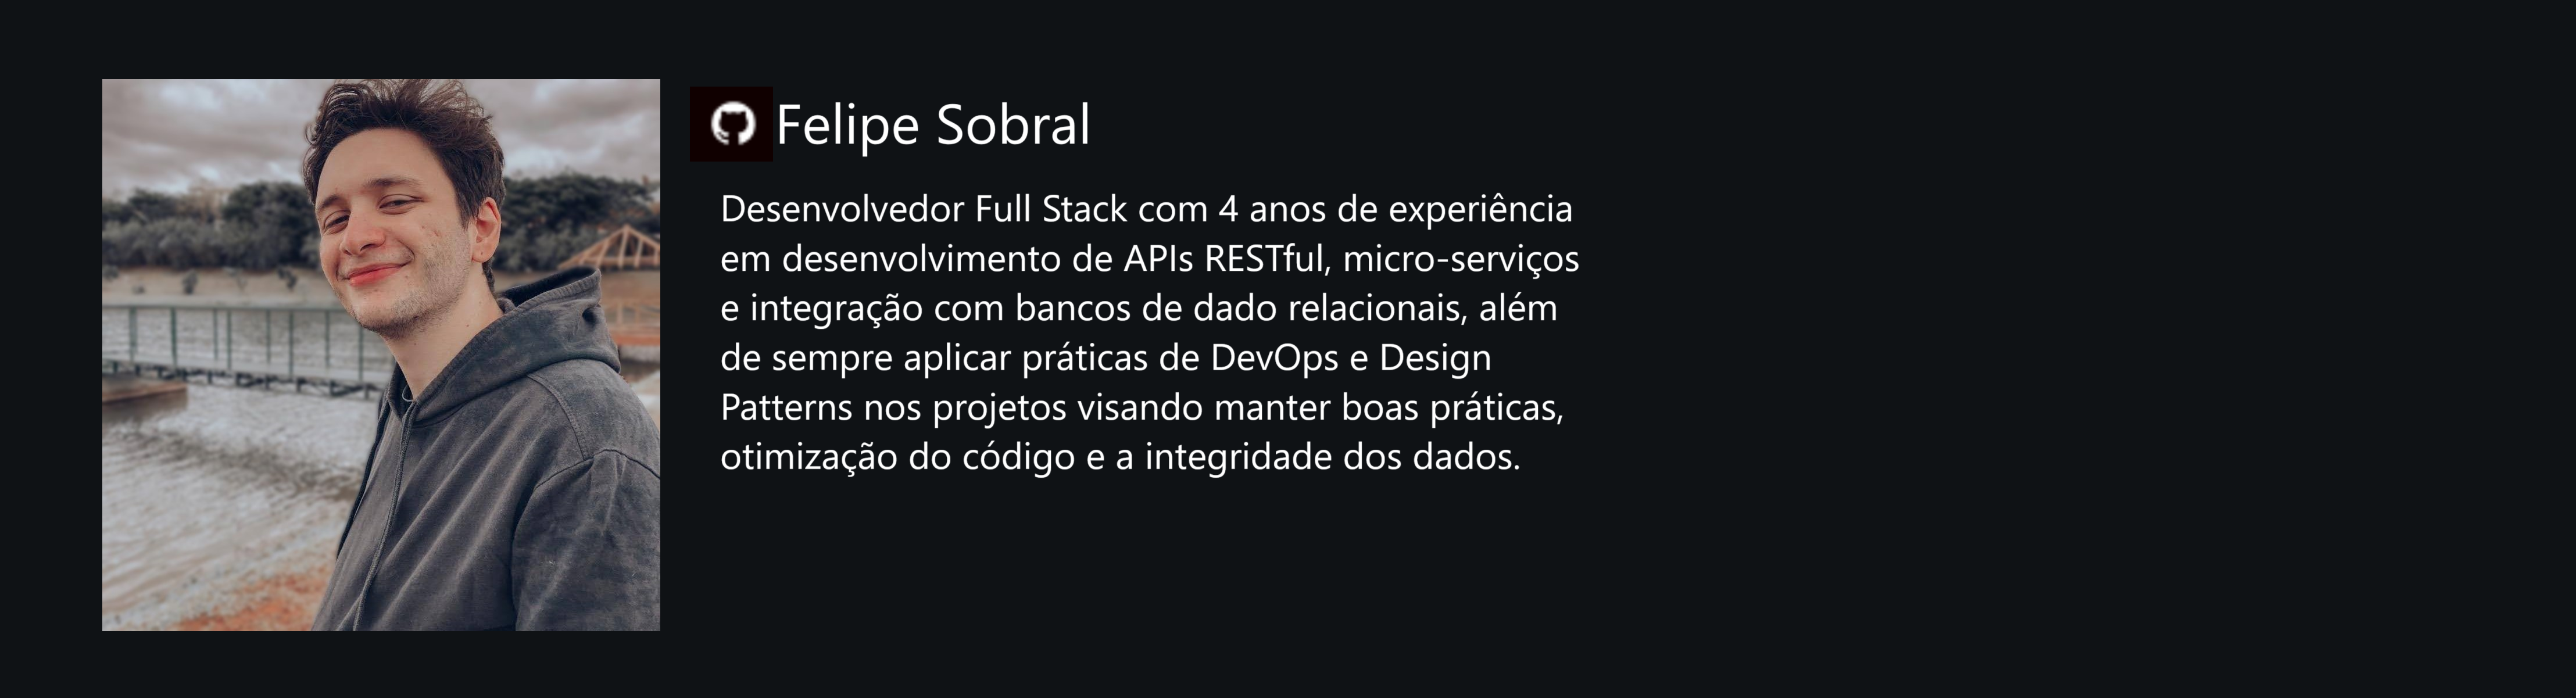 Felipe Sobral
Desenvolvedor Full Stack com 4 anos de experiência
em desenvolvimento de APIs RESTful, micro-serviços
e integração com bancos de dado relacionais, além
de sempre aplicar práticas de DevOps e Design
Patterns nos projetos visando manter boas práticas,
otimização do código e a integridade dos dados.